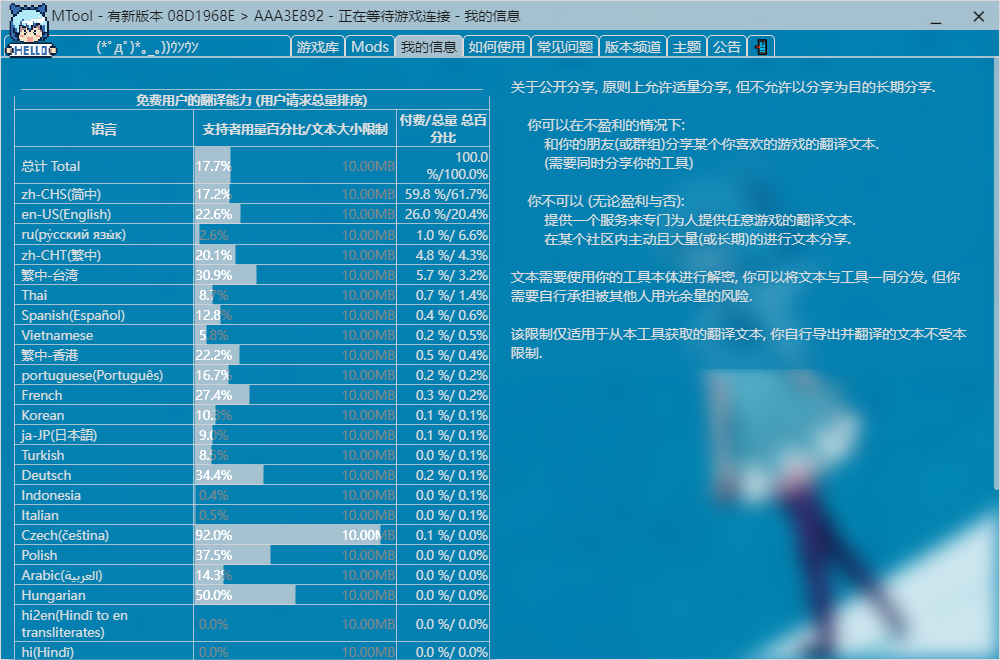 MTool - 有新版本 08D1968E > AAA3E892 - 正在等待游戏连接 - 我的信息
HELLO
(*ﾟДﾟ)*｡_｡))ｳﾝｳﾝ
游戏库
Mods
我的信息
如何使用
常见问题
版本频道
主题
公告
免费用户的翻译能力 (用户请求总量排序)
语言 支持者用量百分比/文本大小限制 付费/总量 总百分比
总计 Total 17.7% 10.00MB 100.0 %/100.0%
zh-CHS(简中) 17.2% 10.00MB 59.8 %/61.7%
en-US(English) 22.6% 10.00MB 26.0 %/20.4%
ru(ру́сский язы́к) 2.6% 10.00MB 1.0 %/ 6.6%
zh-CHT(繁中) 20.1% 10.00MB 4.8 %/ 4.3%
繁中-台湾 30.9% 10.00MB 5.7 %/ 3.2%
Thai 8.7% 10.00MB 0.7 %/ 1.4%
Spanish(Español) 12.8% 10.00MB 0.4 %/ 0.6%
Vietnamese 5.8% 10.00MB 0.2 %/ 0.5%
繁中-香港 22.2% 10.00MB 0.5 %/ 0.4%
portuguese(Português) 16.7% 10.00MB 0.2 %/ 0.2%
French 27.4% 10.00MB 0.3 %/ 0.2%
Korean 10.3% 10.00MB 0.1 %/ 0.1%
ja-JP(日本語) 9.0% 10.00MB 0.1 %/ 0.1%
Turkish 8.5% 10.00MB 0.0 %/ 0.1%
Deutsch 34.4% 10.00MB 0.2 %/ 0.1%
Indonesia 0.4% 10.00MB 0.0 %/ 0.1%
Italian 0.5% 10.00MB 0.0 %/ 0.1%
Czech(čeština) 92.0% 10.00MB 0.1 %/ 0.0%
Polish 37.5% 10.00MB 0.0 %/ 0.0%
Arabic(العربية) 14.3% 10.00MB 0.0 %/ 0.0%
Hungarian 50.0% 10.00MB 0.0 %/ 0.0%
hi2en(Hindī to en transliterates) 0.0% 10.00MB 0.0 %/ 0.0%
hi(Hindī) 0.0% 10.00MB 0.0 %/ 0.0%
关于公开分享, 原则上允许适量分享, 但不允许以分享为目的长期分享.
你可以在不盈利的情况下:
和你的朋友(或群组)分享某个你喜欢的游戏的翻译文本.
(需要同时分享你的工具)
你不可以 (无论盈利与否):
提供一个服务来专门为人提供任意游戏的翻译文本.
在某个社区内主动且大量(或长期)的进行文本分享.
文本需要使用你的工具本体进行解密, 你可以将文本与工具一同分发, 但你
需要自行承担被其他人用光余量的风险.
该限制仅适用于从本工具获取的翻译文本, 你自行导出并翻译的文本不受本
限制.